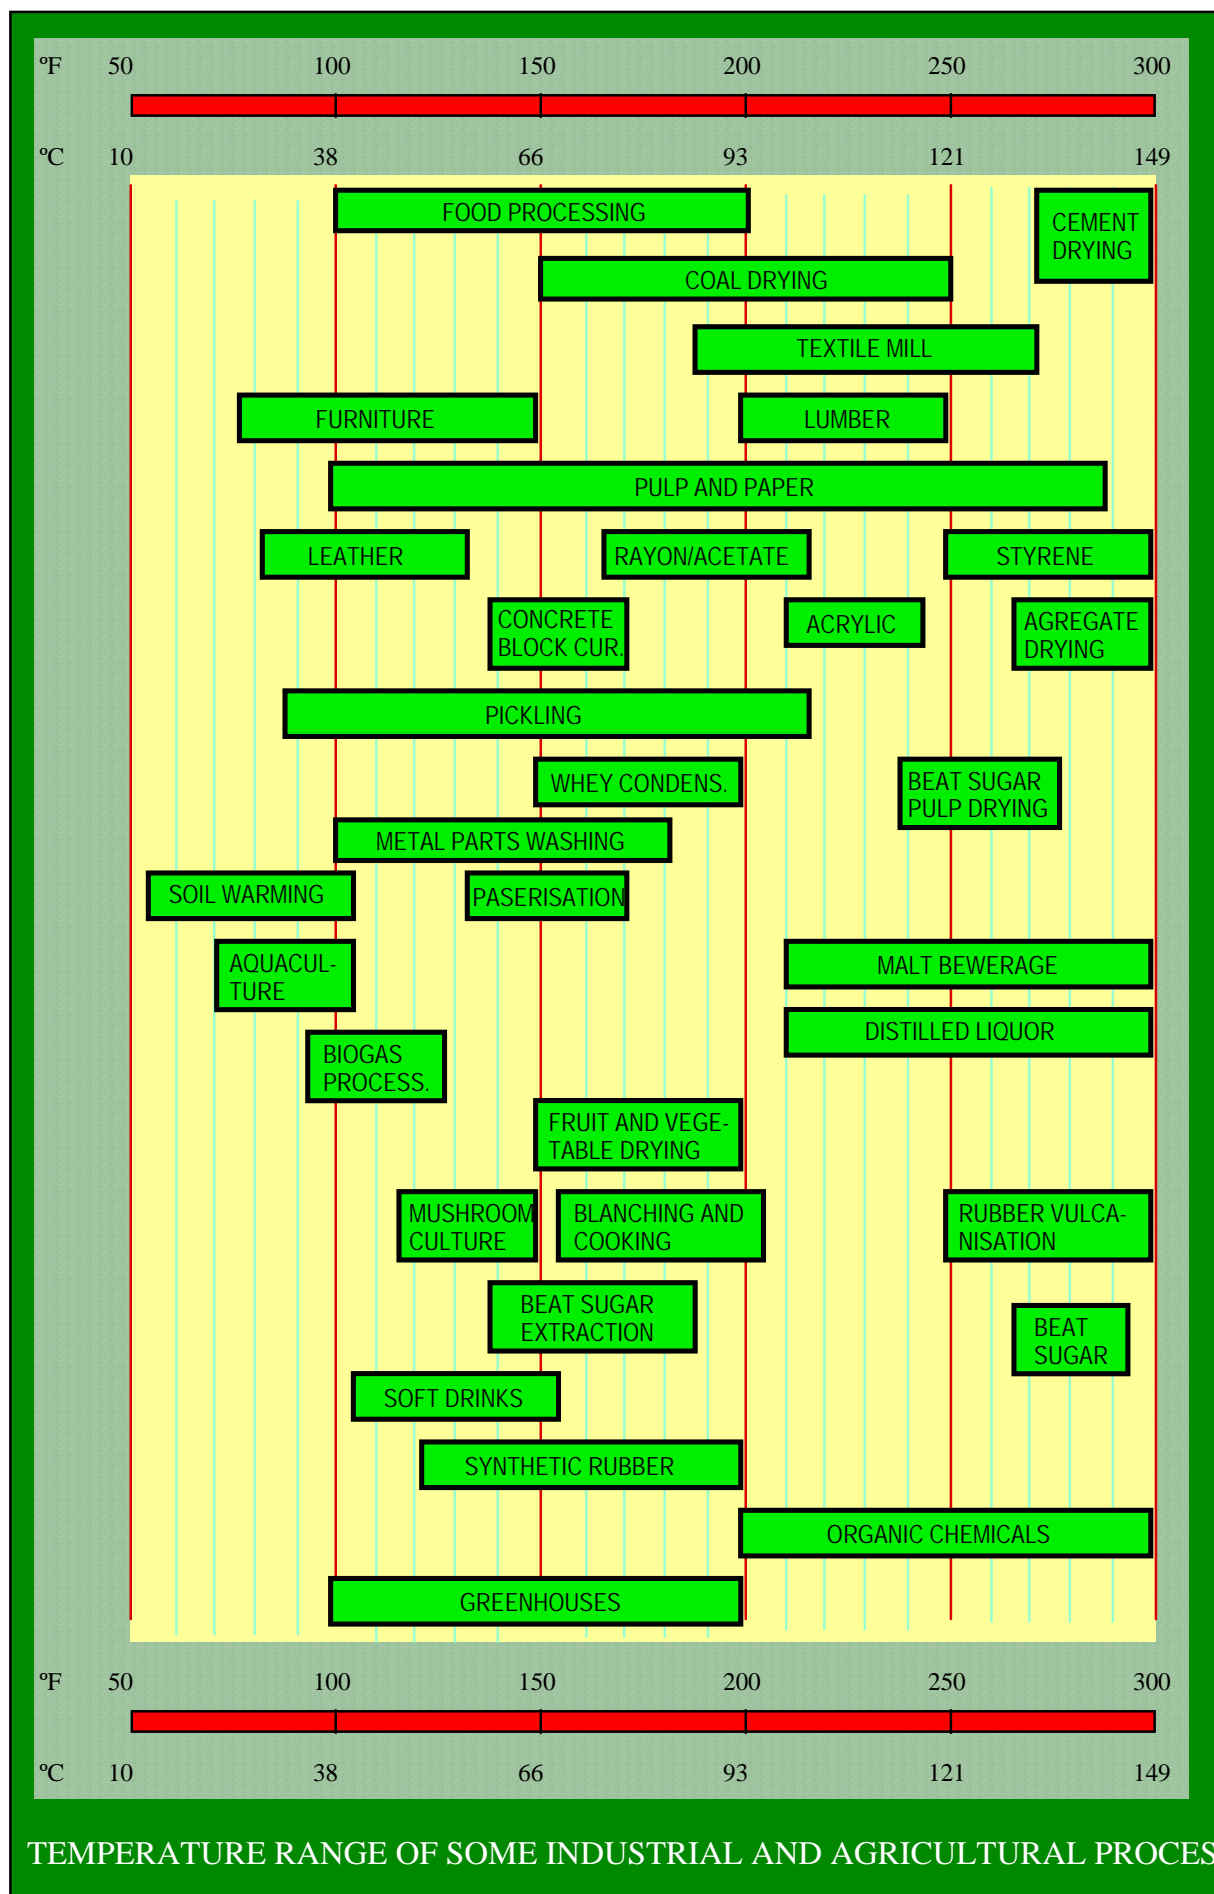 ºF 50 100 150 200 250 300
ºC 10 38 66 93 121 149
FOOD PROCESSING
CEMENT
DRYING
COAL DRYING
TEXTILE MILL
FURNITURE
LUMBER
PULP AND PAPER
LEATHER
RAYON/ACETATE
STYRENE
CONCRETE
BLOCK CUR.
ACRYLIC
AGREGATE
DRYING
PICKLING
WHEY CONDENS.
BEAT SUGAR
PULP DRYING
METAL PARTS WASHING
SOIL WARMING
PASERISATION
AQUACUL-
TURE
MALT BEWERAGE
DISTILLED LIQUOR
BIOGAS
PROCESS.
FRUIT AND VEGE-
TABLE DRYING
MUSHROOM
CULTURE
BLANCHING AND
COOKING
RUBBER VULCA-
NISATION
BEAT SUGAR
EXTRACTION
BEAT
SUGAR
SOFT DRINKS
SYNTHETIC RUBBER
ORGANIC CHEMICALS
GREENHOUSES
ºF 50 100 150 200 250 300
ºC 10 38 66 93 121 149
TEMPERATURE RANGE OF SOME INDUSTRIAL AND AGRICULTURAL PROCES